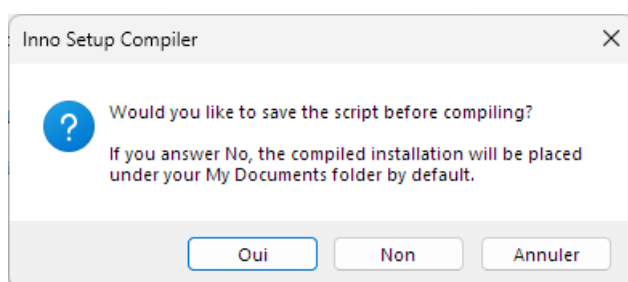 Inno Setup Compiler
Would you like to save the script before compiling?
If you answer No, the compiled installation will be placed
under your My Documents folder by default.
Oui
Non
Annuler